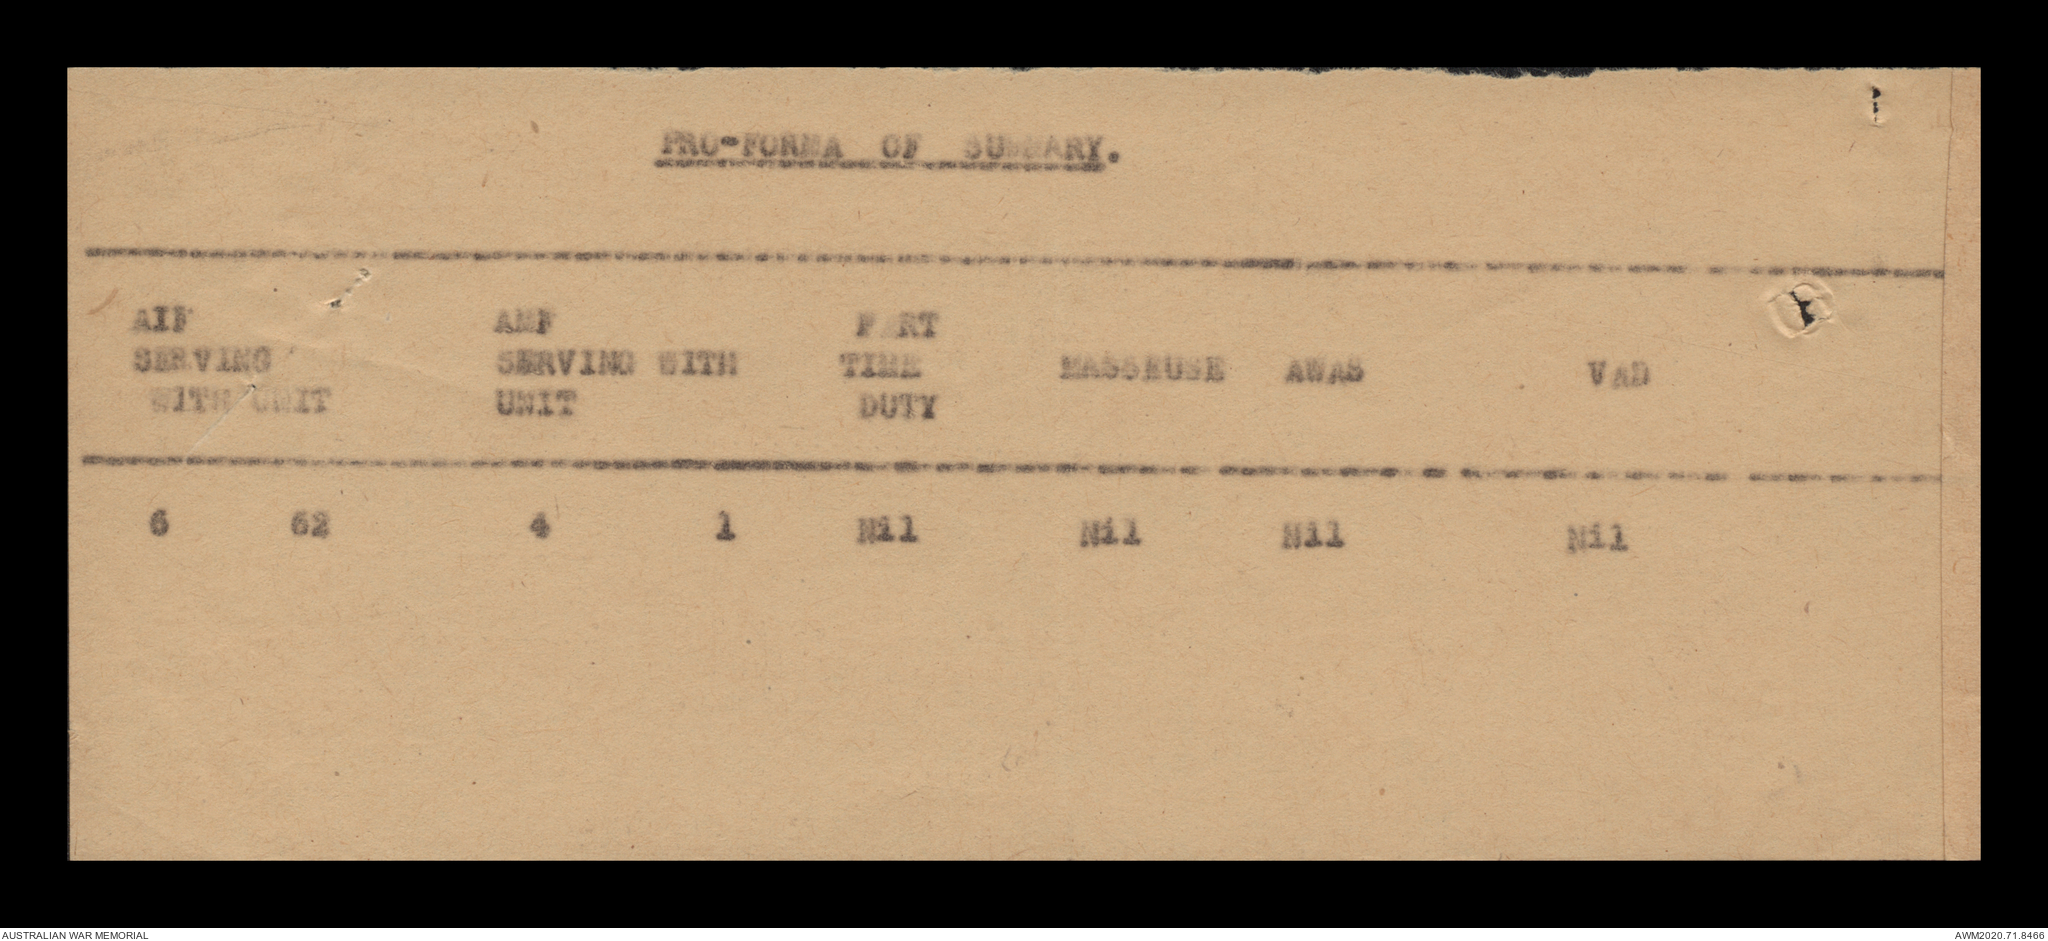 PRO-FORMA OF SUMMARY.
AIF AMF PART
SERVING SERVING WITH TIME MASSEUSE AWAS VAD
WITH UNIT UNIT DUTY
6 62 4 1 Nil Nil Nil Nil
AUSTRALIAN WAR MEMORIAL AWM2020.71.8466